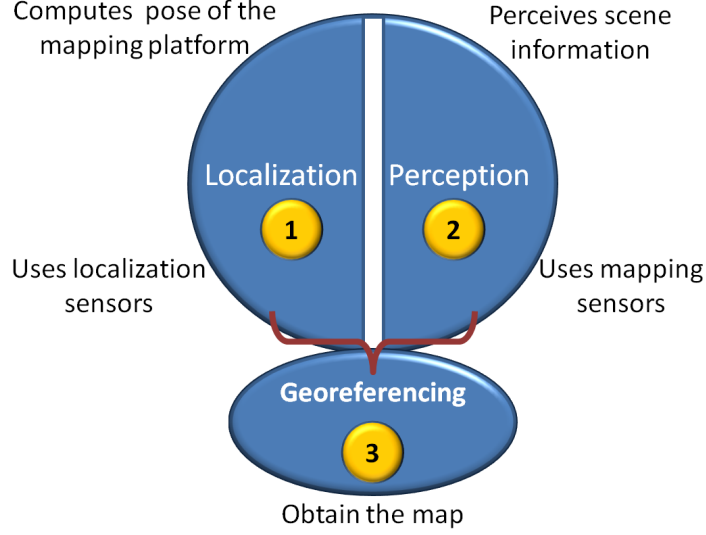 Computes pose of the
mapping platform
Perceives scene
information
Localization
Perception
1
2
Uses localization
sensors
Uses mapping
sensors
Georeferencing
3
Obtain the map